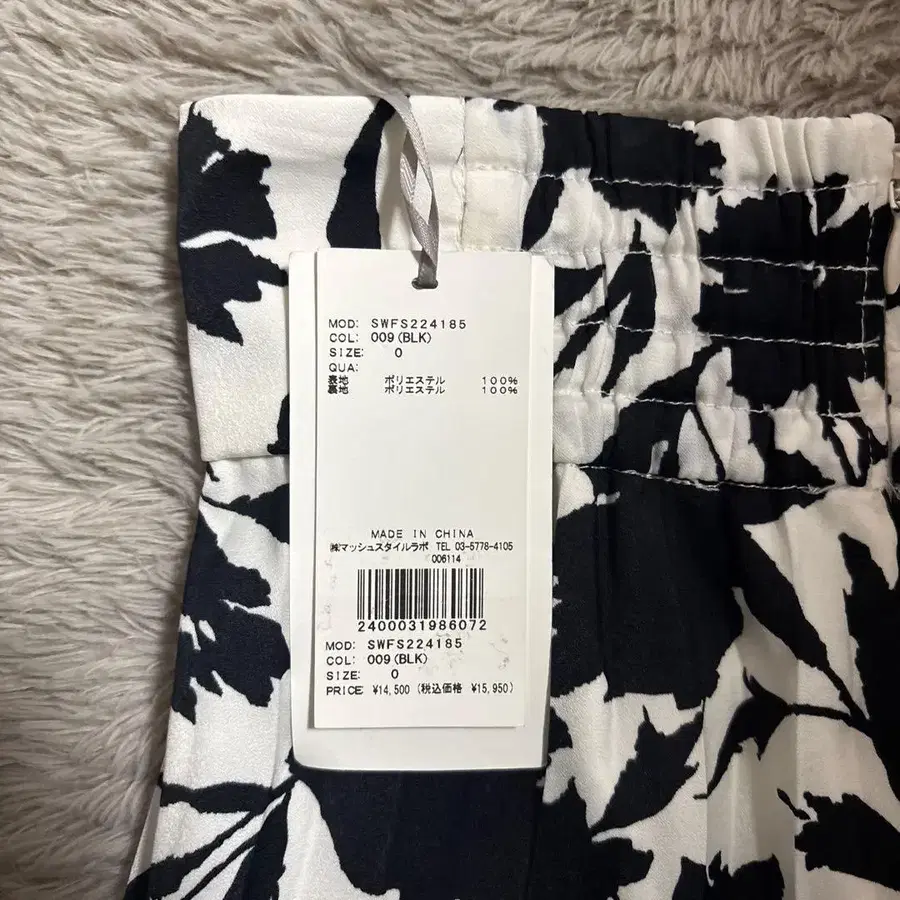 MOD: SWFS224185
COL: 009(BLK)
SIZE: 0
QUA:
表地 ポリエステル 100%
裏地 ポリエステル 100%
MADE IN CHINA
㈱マッシュスタイルラボ TEL 03-5778-4105
006114
2400031986072
MOD: SWFS224185
COL: 009(BLK)
SIZE: 0
PRICE ¥14,500 (税込価格 ¥15,950)